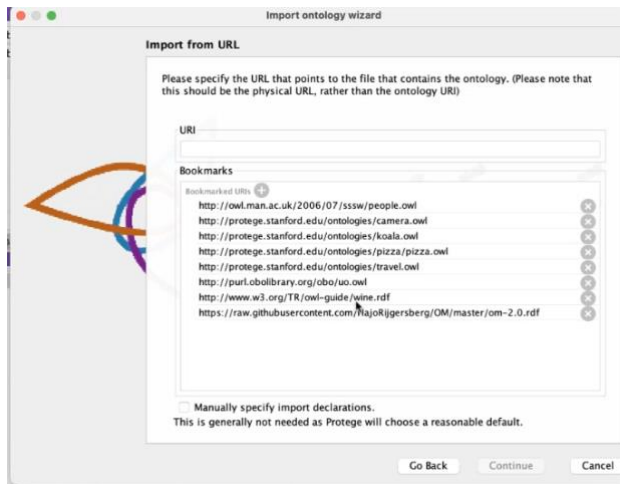 Import ontology wizard
Import from URL
Please specify the URL that points to the file that contains the ontology. (Please note that
this should be the physical URL, rather than the ontology URI)
URI
Bookmarks
Bookmarked URIs
http://owl.man.ac.uk/2006/07/sssw/people.owl
http://protege.stanford.edu/ontologies/camera.owl
http://protege.stanford.edu/ontologies/koala.owl
http://protege.stanford.edu/ontologies/pizza/pizza.owl
http://protege.stanford.edu/ontologies/travel.owl
http://purl.obolibrary.org/obo/uo.owl
http://www.w3.org/TR/owl-guide/wine.rdf
https://raw.githubusercontent.com/HajoRijgersberg/OM/master/om-2.0.rdf
Manually specify import declarations.
This is generally not needed as Protege will choose a reasonable default.
Go Back Continue Cancel